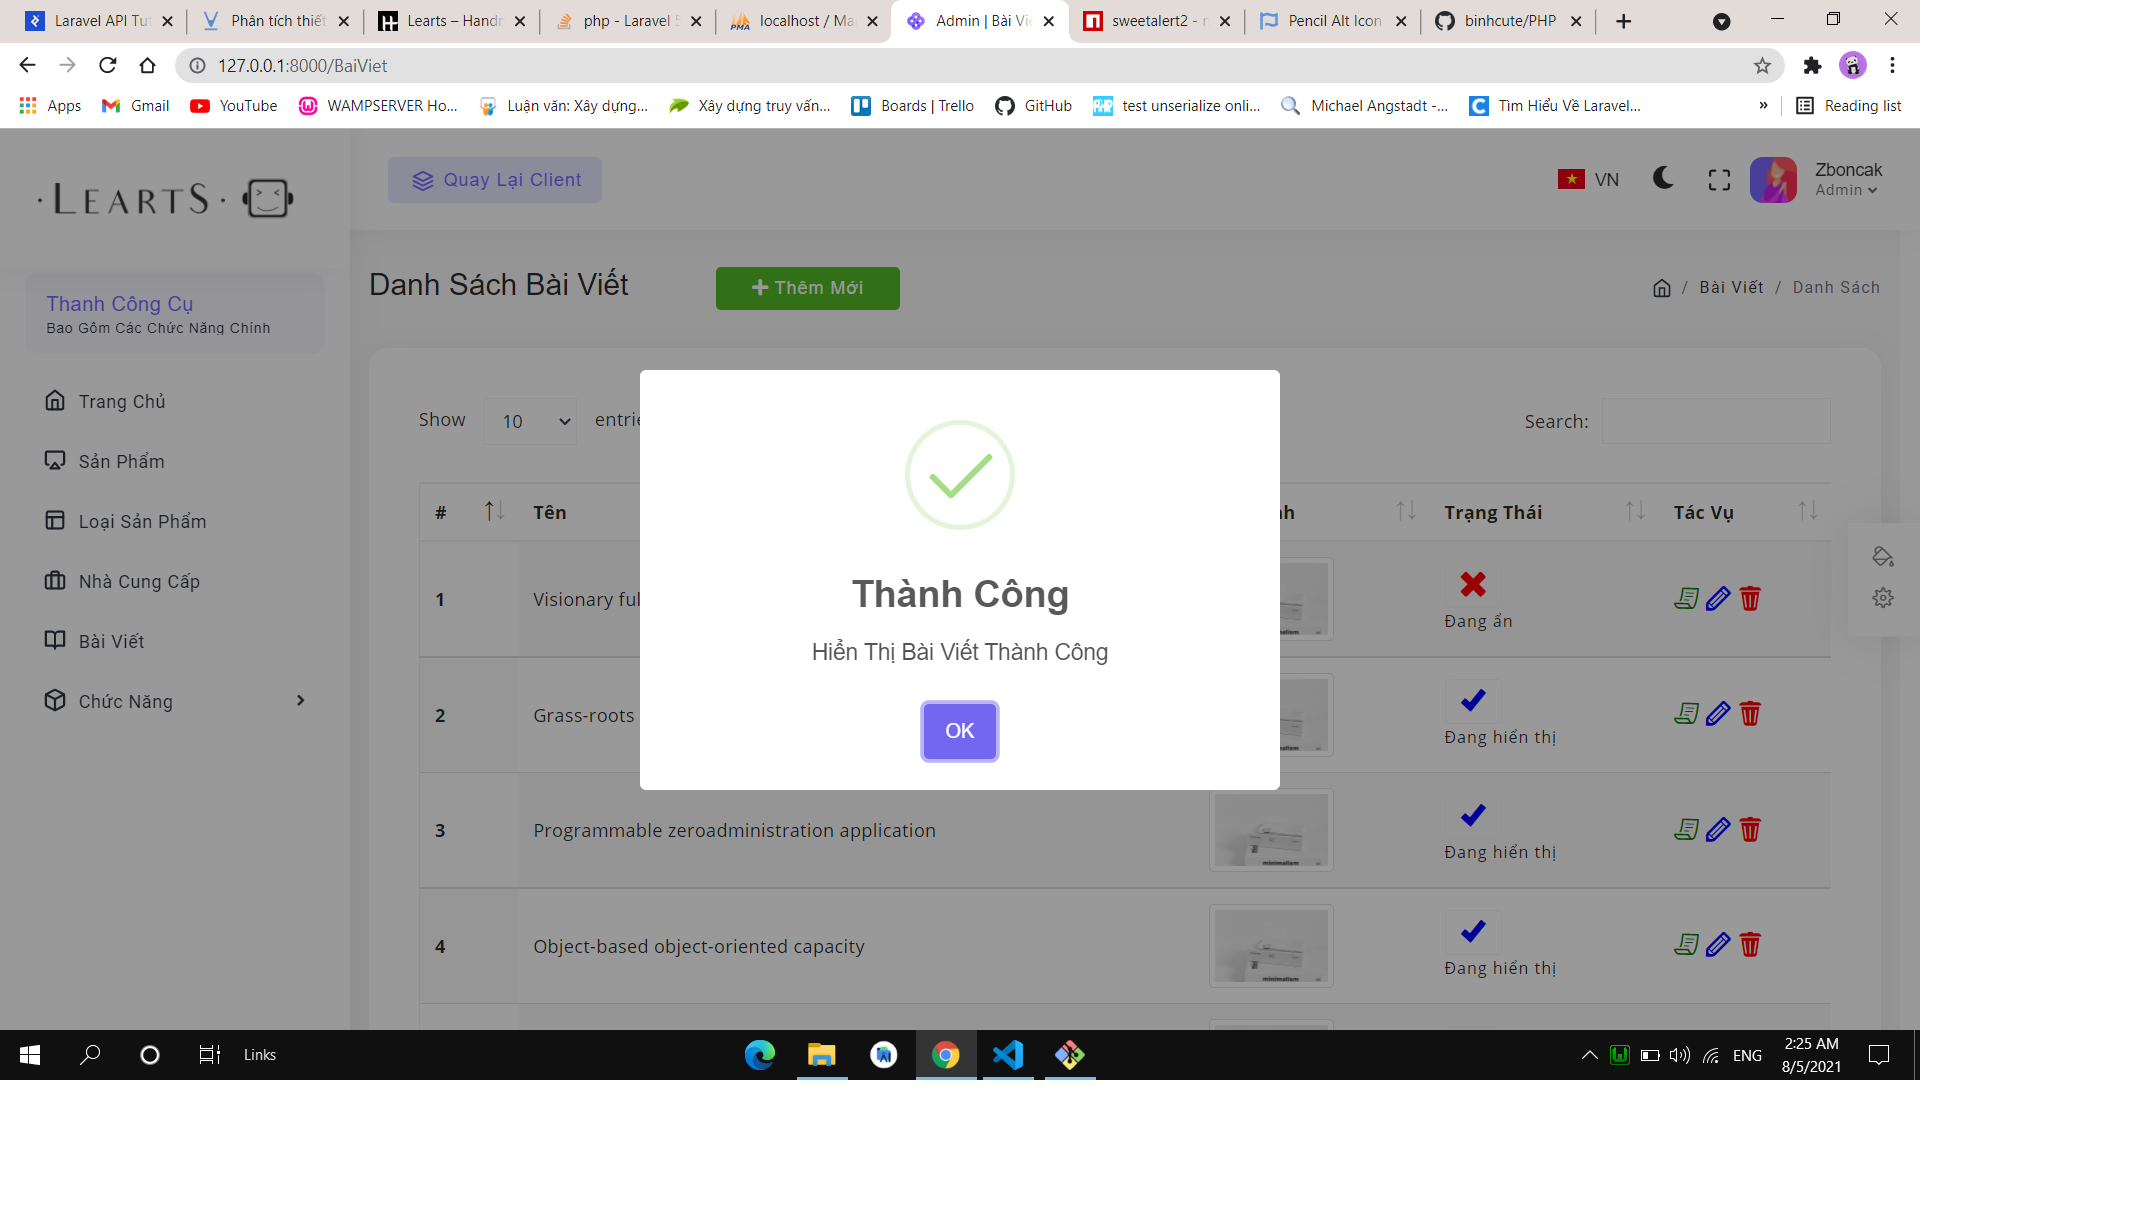 Laravel API Tut
Phân tích thiết
Learts – Handm
php - Laravel 5
localhost / Ma
Admin | Bài Vi
sweetalert2 - n
Pencil Alt Icon
binhcute/PHP
127.0.0.1:8000/BaiViet
Apps
Gmail
YouTube
WAMPSERVER Ho...
Luận văn: Xây dựng...
Xây dựng truy vấn...
Boards | Trello
GitHub
test unserialize onli...
Michael Angstadt -...
Tìm Hiểu Về Laravel...
»
Reading list
· LEARTS ·
Quay Lại Client
VN
Zboncak
Admin
Thanh Công Cụ
Bao Gồm Các Chức Năng Chính
Trang Chủ
Sản Phẩm
Loại Sản Phẩm
Nhà Cung Cấp
Bài Viết
Chức Năng
Danh Sách Bài Viết
Thêm Mới
/ Bài Viết / Danh Sách
Show 10 entrie
Search:
# Tên nh Trạng Thái Tác Vụ
1 Visionary ful
Đang ẩn
2 Grass-roots
Đang hiển thị
3 Programmable zeroadministration application
minimalism
Đang hiển thị
4 Object-based object-oriented capacity
minimalism
Đang hiển thị
Thành Công
Hiển Thị Bài Viết Thành Công
OK
Links
ENG
2:25 AM
8/5/2021